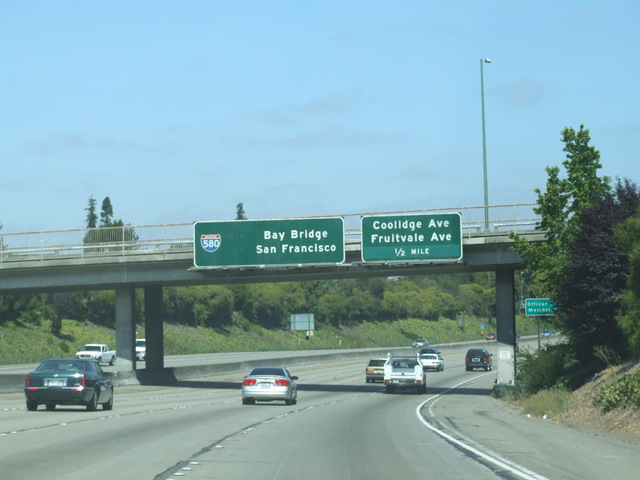 580
Bay Bridge
San Francisco
Coolidge Ave
Fruitvale Ave
1/2 MILE
Officer